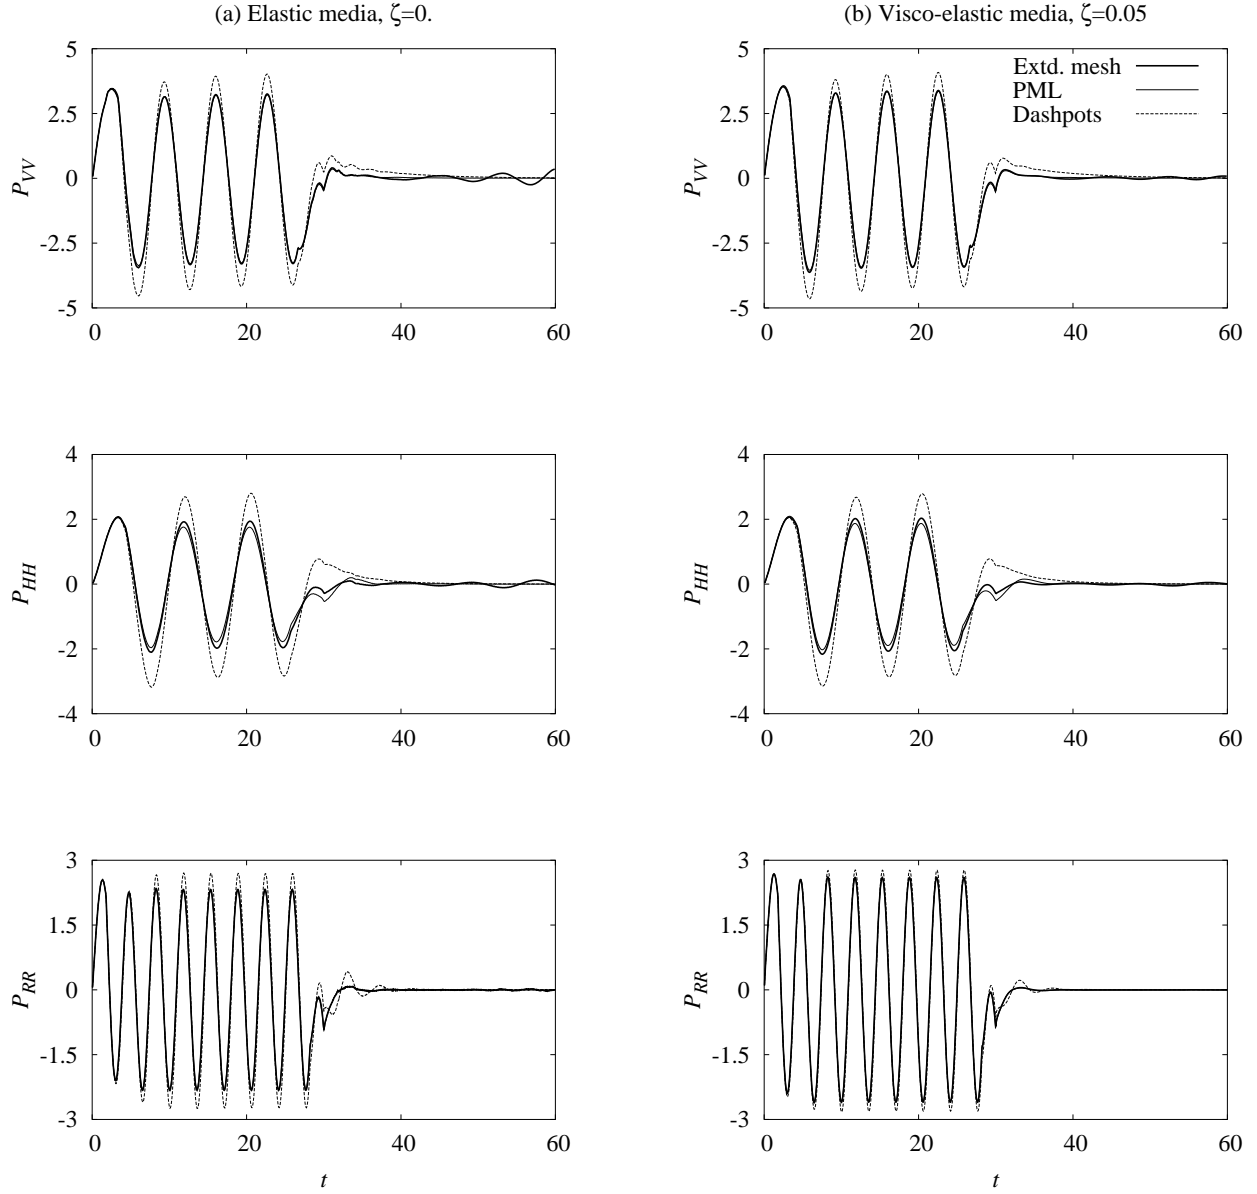 (a) Elastic media, ζ=0.
(b) Visco-elastic media, ζ=0.05
5
2.5
0
-2.5
-5
P_VV
0 20 40 60
5
2.5
0
-2.5
-5
P_VV
Extd. mesh
PML
Dashpots
0 20 40 60
4
2
0
-2
-4
P_HH
0 20 40 60
4
2
0
-2
-4
P_HH
0 20 40 60
3
1.5
0
-1.5
-3
P_RR
0 20 40 60
t
3
1.5
0
-1.5
-3
P_RR
0 20 40 60
t